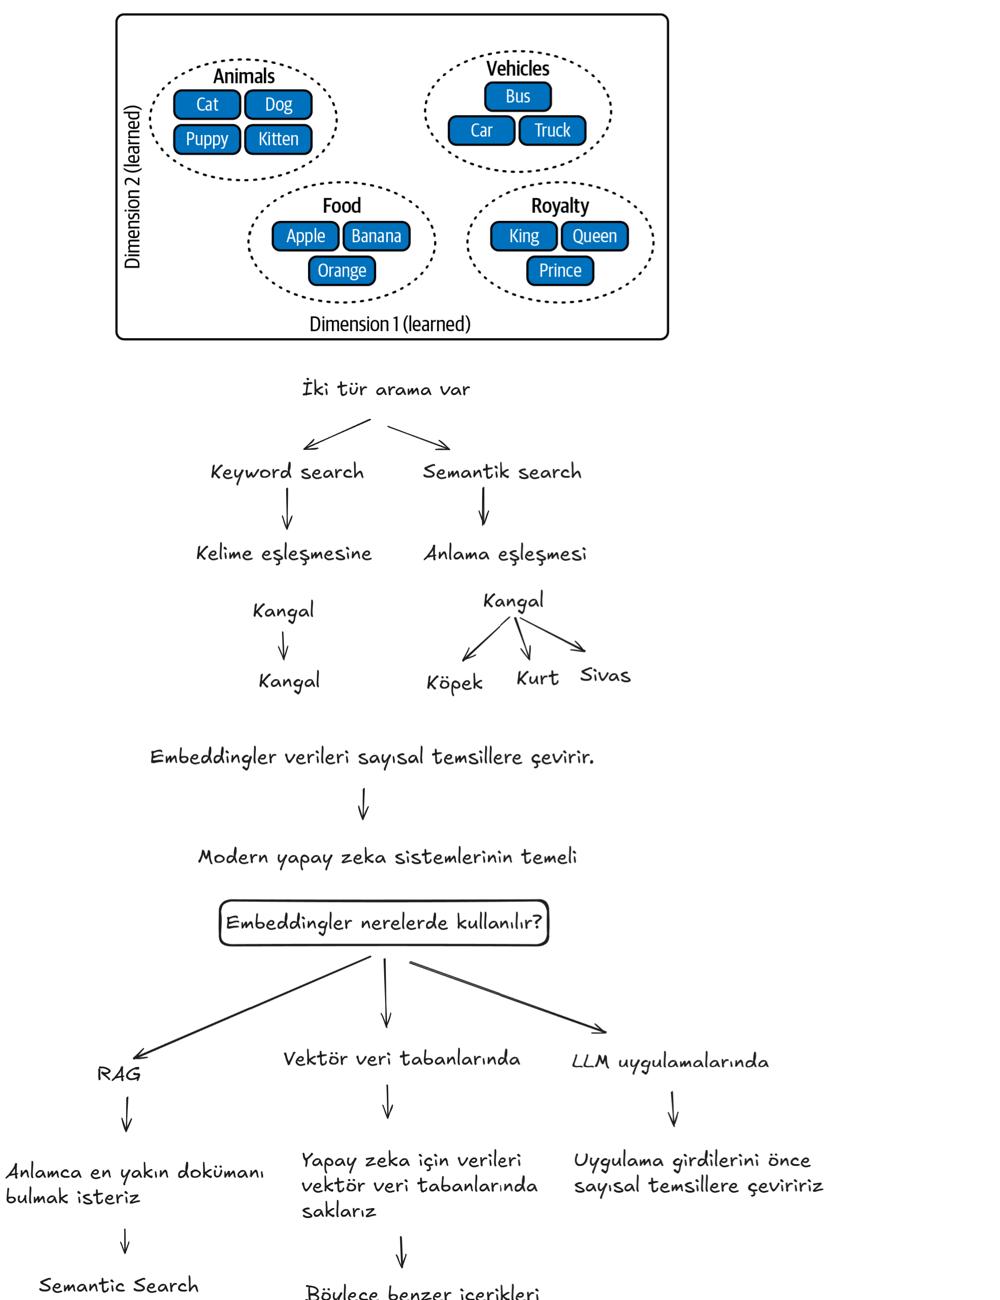 Animals
Cat
Dog
Puppy
Kitten
Vehicles
Bus
Car
Truck
Food
Apple
Banana
Orange
Royalty
King
Queen
Prince
Dimension 2 (learned)
Dimension 1 (learned)
İki tür arama var
Keyword search
Semantik search
Kelime eşleşmesine
Anlama eşleşmesi
Kangal
Kangal
Kangal
Köpek
Kurt
Sivas
Embeddingler verileri sayısal temsillere çevirir.
Modern yapay zeka sistemlerinin temeli
Embeddingler nerelerde kullanılır?
RAG
Vektör veri tabanlarında
LLM uygulamalarında
Anlamca en yakın dokümanı
bulmak isteriz
Yapay zeka için verileri
vektör veri tabanlarında
saklarız
Uygulama girdilerini önce
sayısal temsillere çeviririz
Semantic Search
Böylece benzer içerikleri